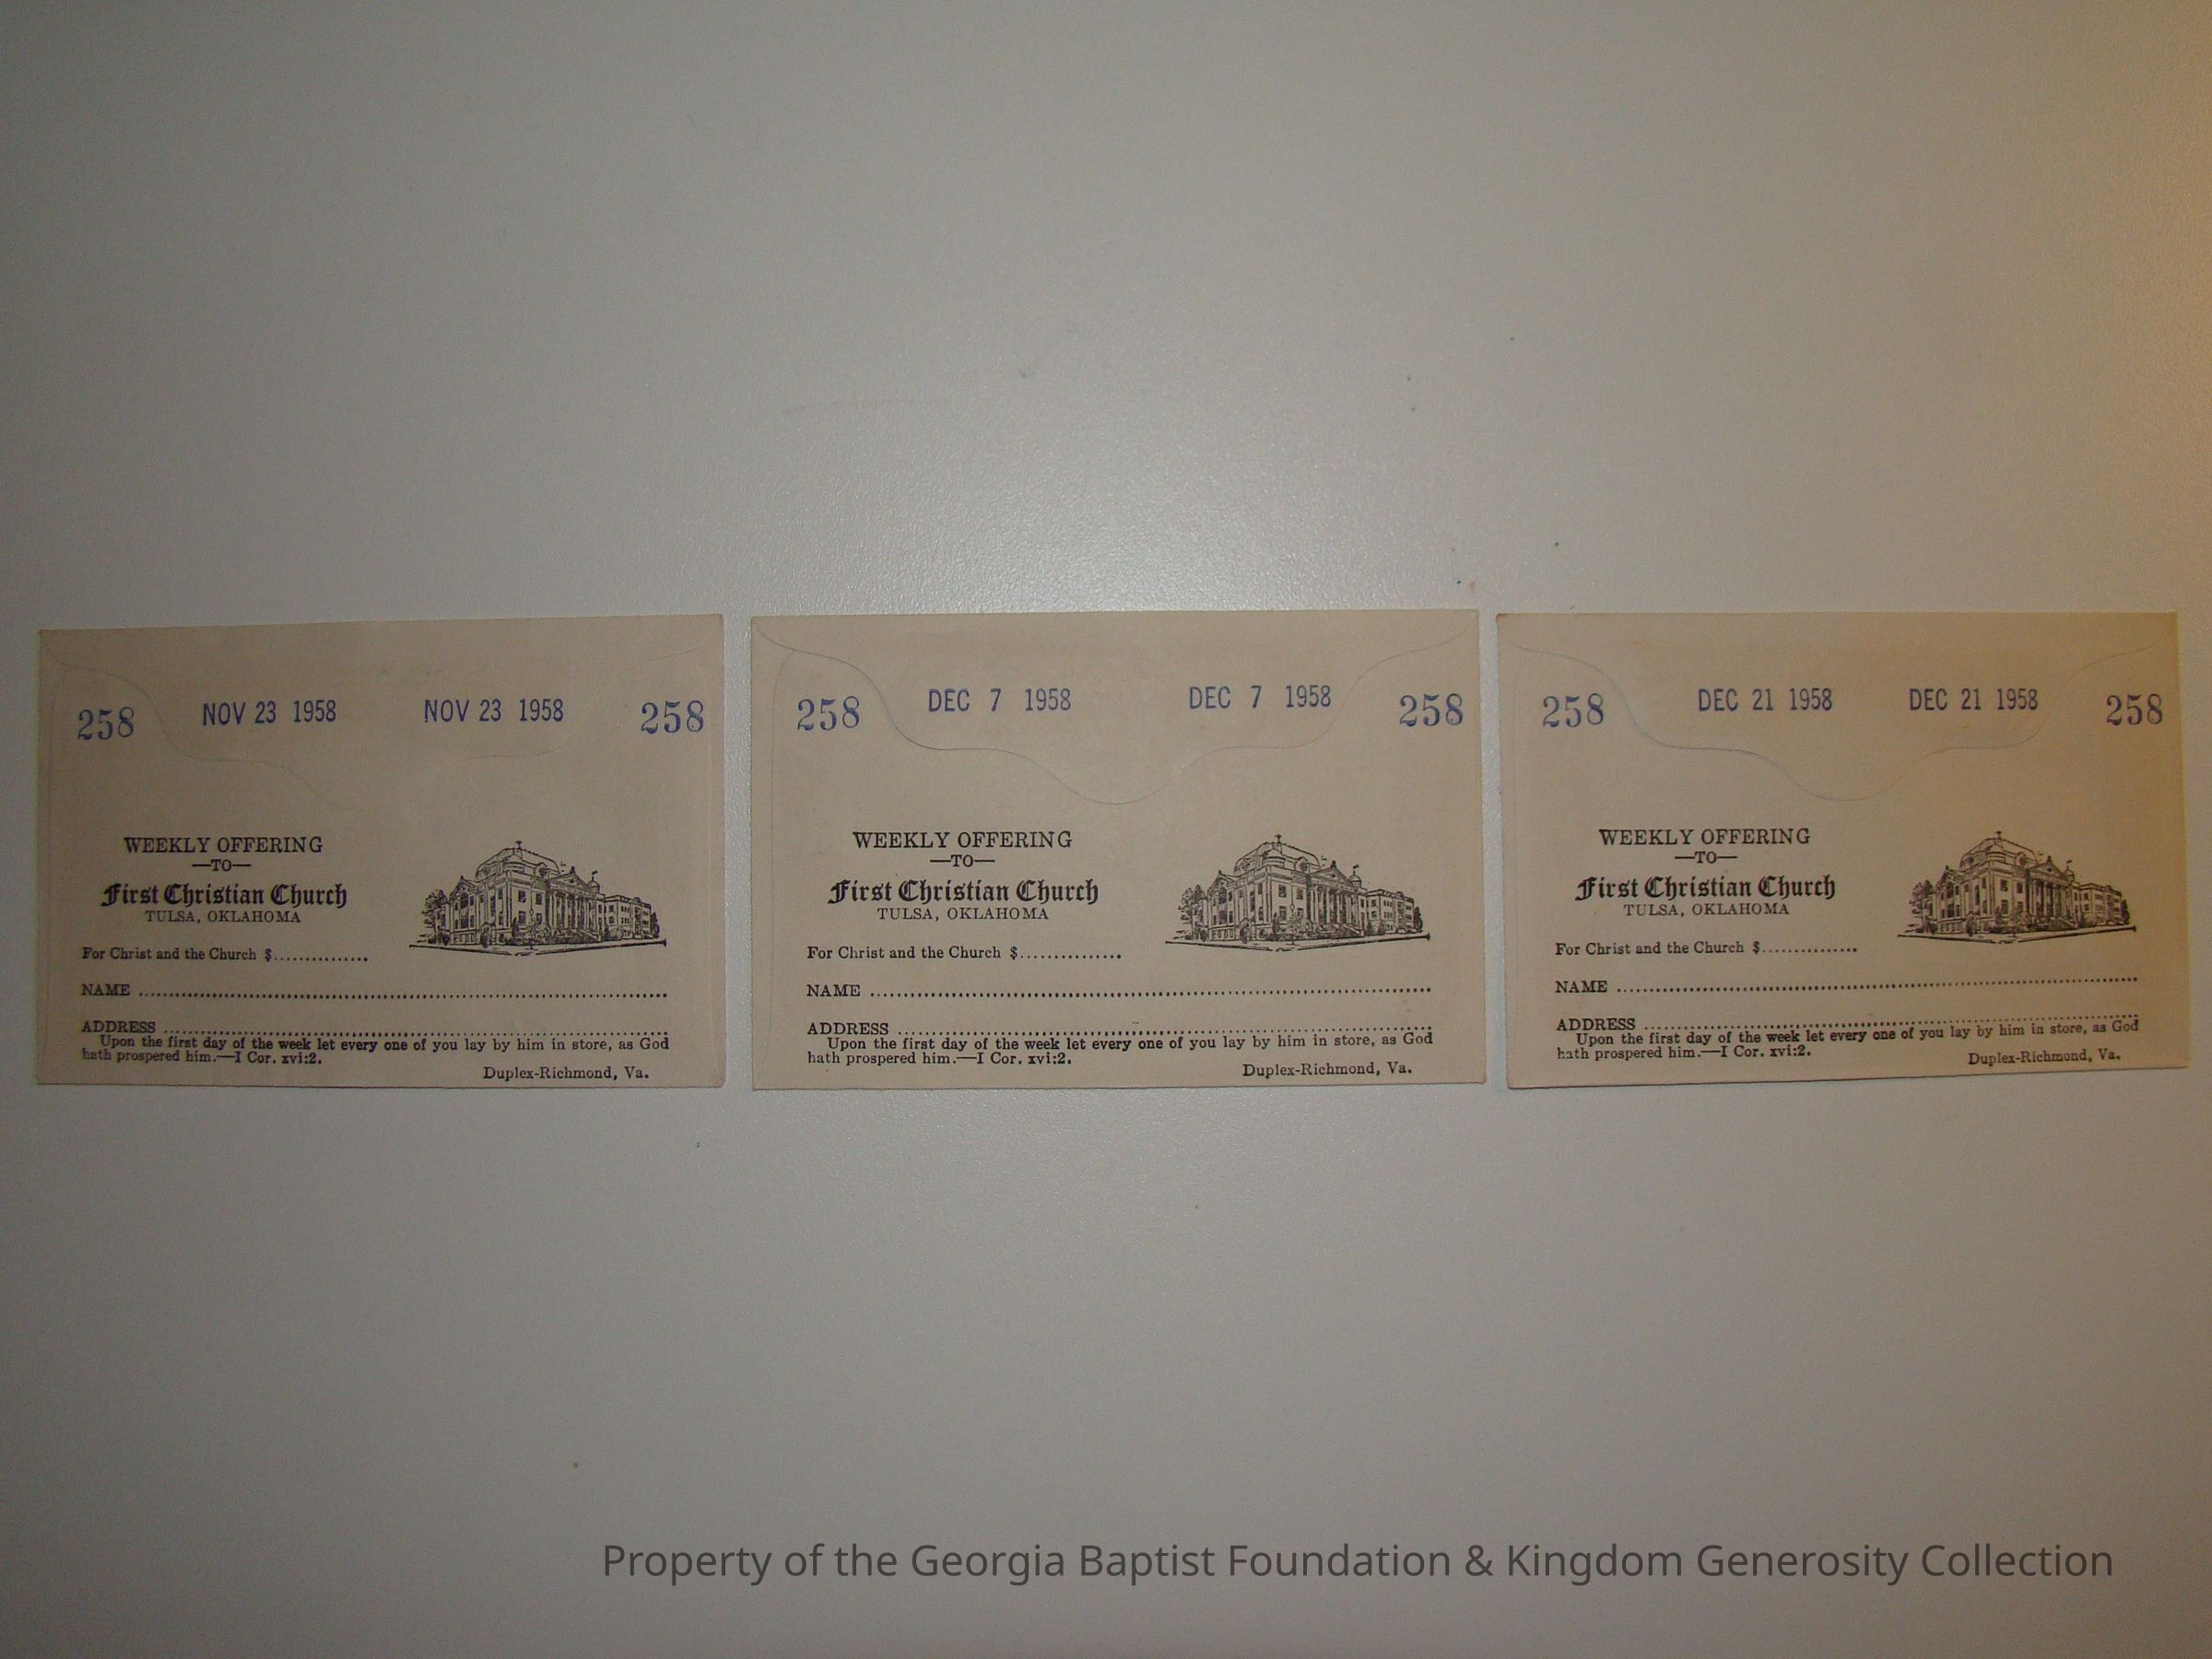 258 NOV 23 1958 NOV 23 1958 258
WEEKLY OFFERING
—TO—
First Christian Church
TULSA, OKLAHOMA
For Christ and the Church $...............
NAME ................................................................
ADDRESS ................................................................
Upon the first day of the week let every one of you lay by him in store, as God
hath prospered him.—I Cor. xvi:2.
Duplex-Richmond, Va.
258 DEC 7 1958 DEC 7 1958 258
WEEKLY OFFERING
—TO—
First Christian Church
TULSA, OKLAHOMA
For Christ and the Church $...............
NAME ................................................................
ADDRESS ................................................................
Upon the first day of the week let every one of you lay by him in store, as God
hath prospered him.—I Cor. xvi:2.
Duplex-Richmond, Va.
258 DEC 21 1958 DEC 21 1958 258
WEEKLY OFFERING
—TO—
First Christian Church
TULSA, OKLAHOMA
For Christ and the Church $...............
NAME ................................................................
ADDRESS ................................................................
Upon the first day of the week let every one of you lay by him in store, as God
hath prospered him.—I Cor. xvi:2.
Duplex-Richmond, Va.
Property of the Georgia Baptist Foundation & Kingdom Generosity Collection